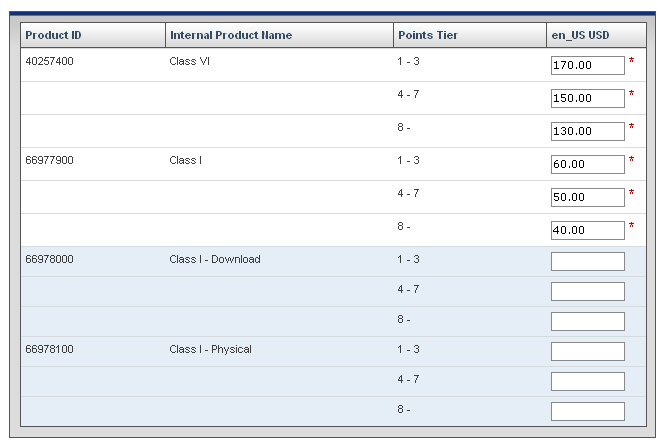 Product ID Internal Product Name Points Tier en_US USD
40257400 Class VI 1 - 3 170.00 *
4 - 7 150.00 *
8 - 130.00 *
66977900 Class I 1 - 3 60.00 *
4 - 7 50.00 *
8 - 40.00 *
66978000 Class I - Download 1 - 3
4 - 7
8 -
66978100 Class I - Physical 1 - 3
4 - 7
8 -